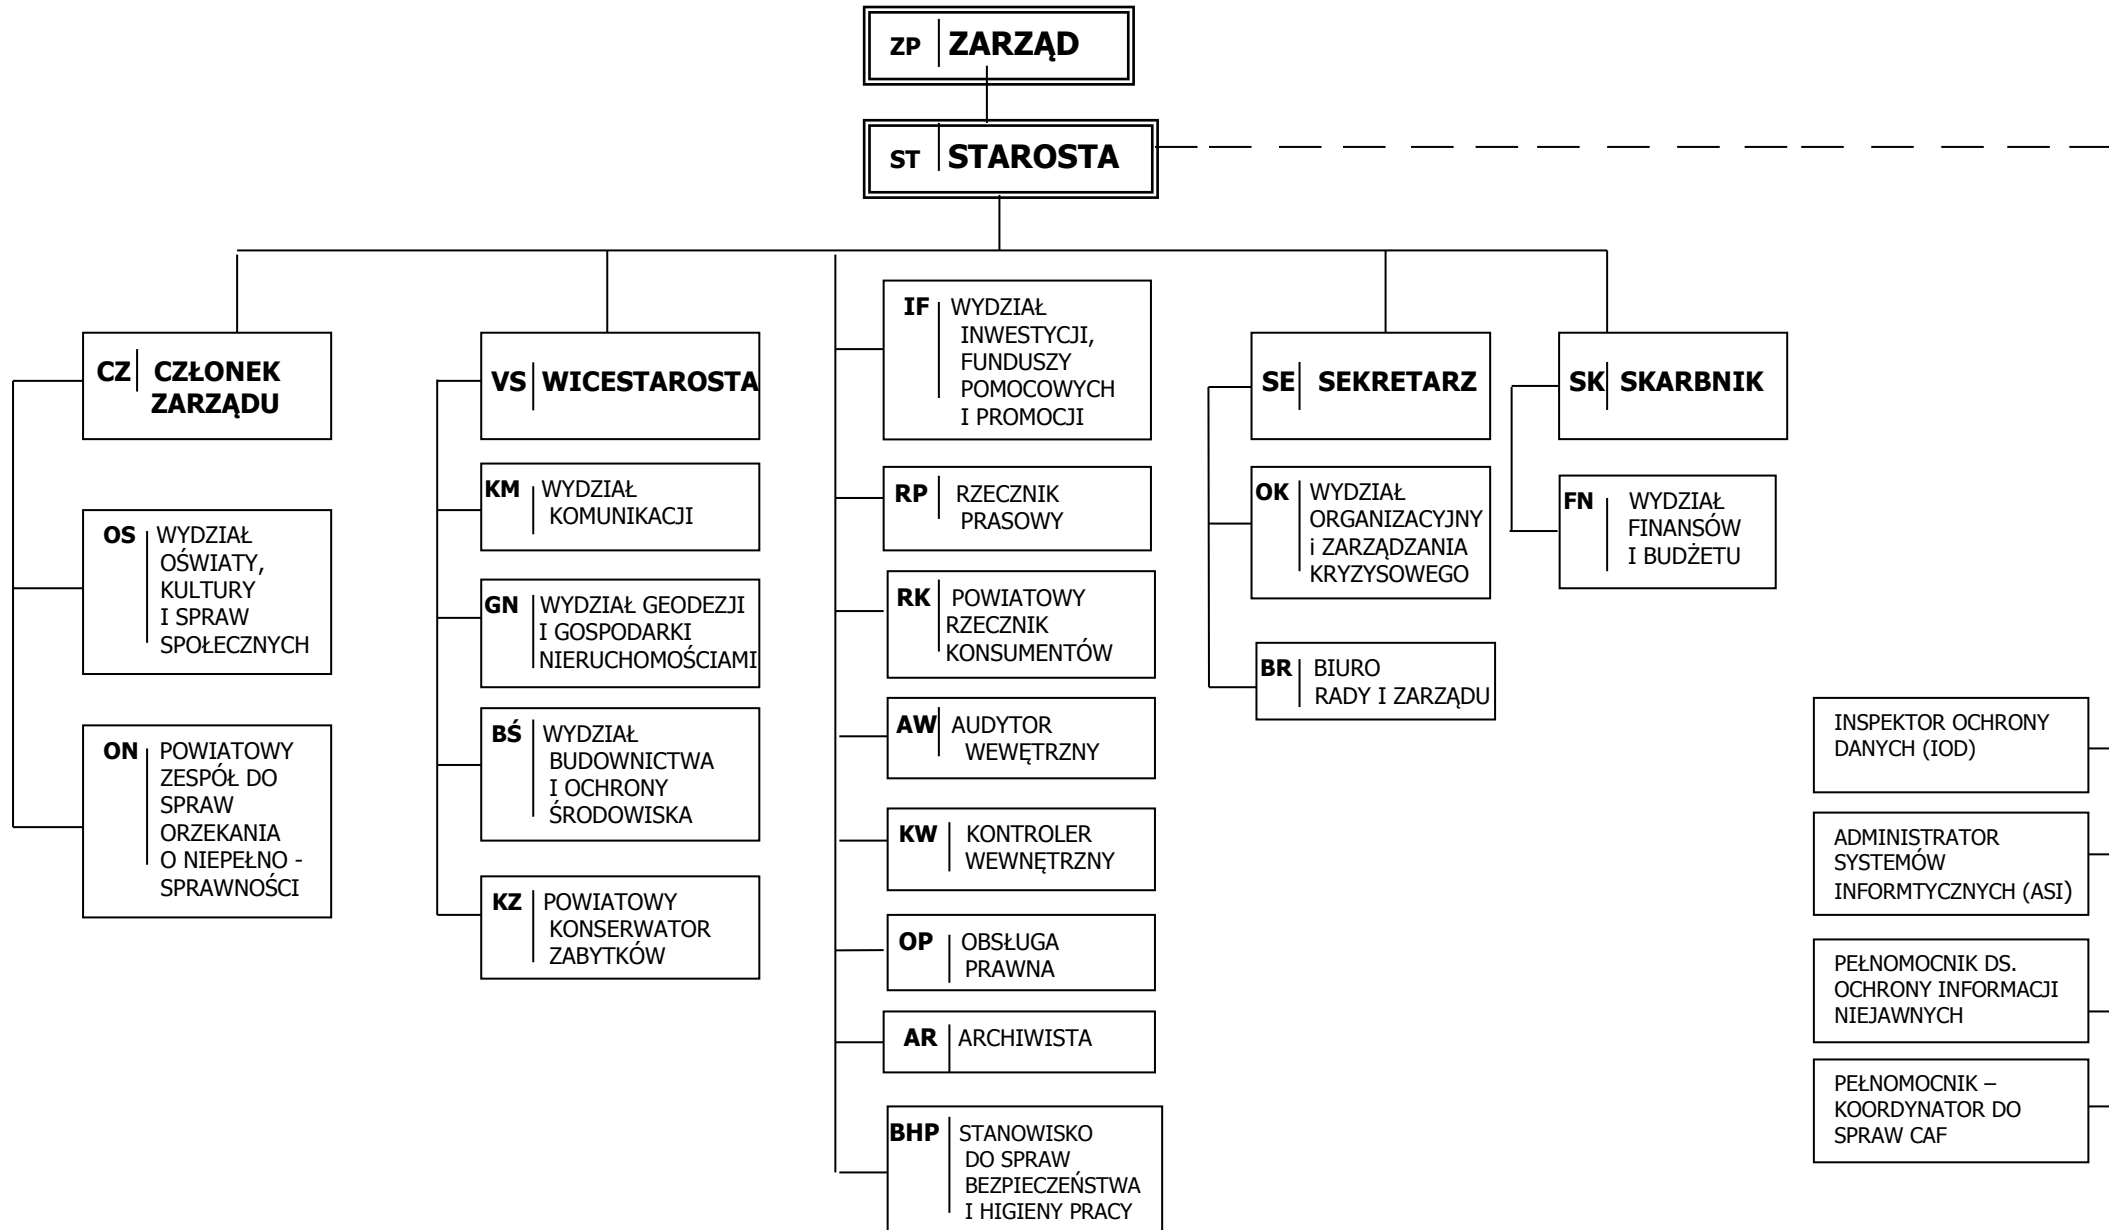 ZP ZARZĄD
ST STAROSTA
CZ CZŁONEK
ZARZĄDU
OS WYDZIAŁ
OŚWIATY,
KULTURY
I SPRAW
SPOŁECZNYCH
ON POWIATOWY
ZESPÓŁ DO
SPRAW
ORZEKANIA
O NIEPEŁNO -
SPRAWNOŚCI
VS WICESTAROSTA
KM WYDZIAŁ
KOMUNIKACJI
GN WYDZIAŁ GEODEZJI
I GOSPODARKI
NIERUCHOMOŚCIAMI
BŚ WYDZIAŁ
BUDOWNICTWA
I OCHRONY
ŚRODOWISKA
KZ POWIATOWY
KONSERWATOR
ZABYTKÓW
IF WYDZIAŁ
INWESTYCJI,
FUNDUSZY
POMOCOWYCH
I PROMOCJI
RP RZECZNIK
PRASOWY
RK POWIATOWY
RZECZNIK
KONSUMENTÓW
AW AUDYTOR
WEWĘTRZNY
KW KONTROLER
WEWNĘTRZNY
OP OBSŁUGA
PRAWNA
AR ARCHIWISTA
BHP STANOWISKO
DO SPRAW
BEZPIECZEŃSTWA
I HIGIENY PRACY
SE SEKRETARZ
OK WYDZIAŁ
ORGANIZACYJNY
i ZARZĄDZANIA
KRYZYSOWEGO
BR BIURO
RADY I ZARZĄDU
SK SKARBNIK
FN WYDZIAŁ
FINANSÓW
I BUDŻETU
INSPEKTOR OCHRONY
DANYCH (IOD)
ADMINISTRATOR
SYSTEMÓW
INFORMTYCZNYCH (ASI)
PEŁNOMOCNIK DS.
OCHRONY INFORMACJI
NIEJAWNYCH
PEŁNOMOCNIK –
KOORDYNATOR DO
SPRAW CAF